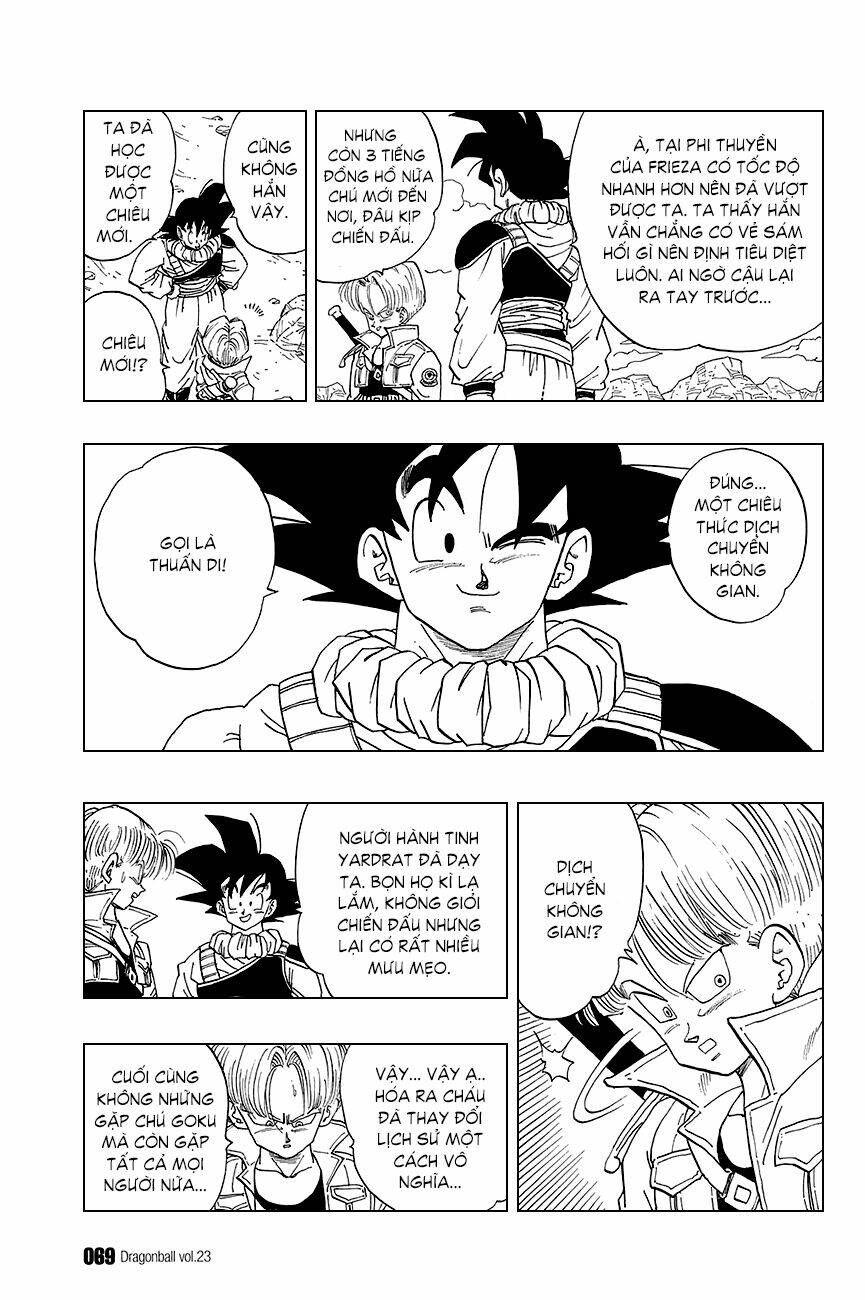 À, TẠI PHI THUYỀN
CỦA FRIEZA CÓ TỐC ĐỘ
NHANH HƠN NÊN ĐÃ VƯỢT
ĐƯỢC TA. TA THẤY HẮN
VẪN CHẲNG CÓ VẺ SÁM
HỐI GÌ NÊN ĐỊNH TIÊU DIỆT
LUÔN. AI NGỜ CẬU LẠI
RA TAY TRƯỚC...
NHƯNG
CÒN 3 TIẾNG
ĐỒNG HỒ NỮA
CHÚ MỚI ĐẾN
NƠI, ĐÂU KỊP
CHIẾN ĐẤU.
CŨNG
KHÔNG
HẲN
VẬY.
TA ĐÃ
HỌC
ĐƯỢC
MỘT
CHIÊU
MỚI.
CHIÊU
MỚI!?
ĐÚNG...
MỘT CHIÊU
THỨC DỊCH
CHUYỂN
KHÔNG
GIAN.
GỌI LÀ
THUẤN DI!
DỊCH
CHUYỂN
KHÔNG
GIAN!?
NGƯỜI HÀNH TINH
YARDRAT ĐÃ DẠY
TA. BỌN HỌ KÌ LẠ
LẮM, KHÔNG GIỎI
CHIẾN ĐẤU NHƯNG
LẠI CÓ RẤT NHIỀU
MƯU MẸO.
VẬY... VẬY Ạ..
HÓA RA CHÁU
ĐÃ THAY ĐỔI
LỊCH SỬ MỘT
CÁCH VÔ
NGHĨA...
CUỐI CÙNG
KHÔNG NHỮNG
GẶP CHÚ GOKU
MÀ CÒN GẶP
TẤT CẢ MỌI
NGƯỜI NỮA...
069 Dragonball vol.23